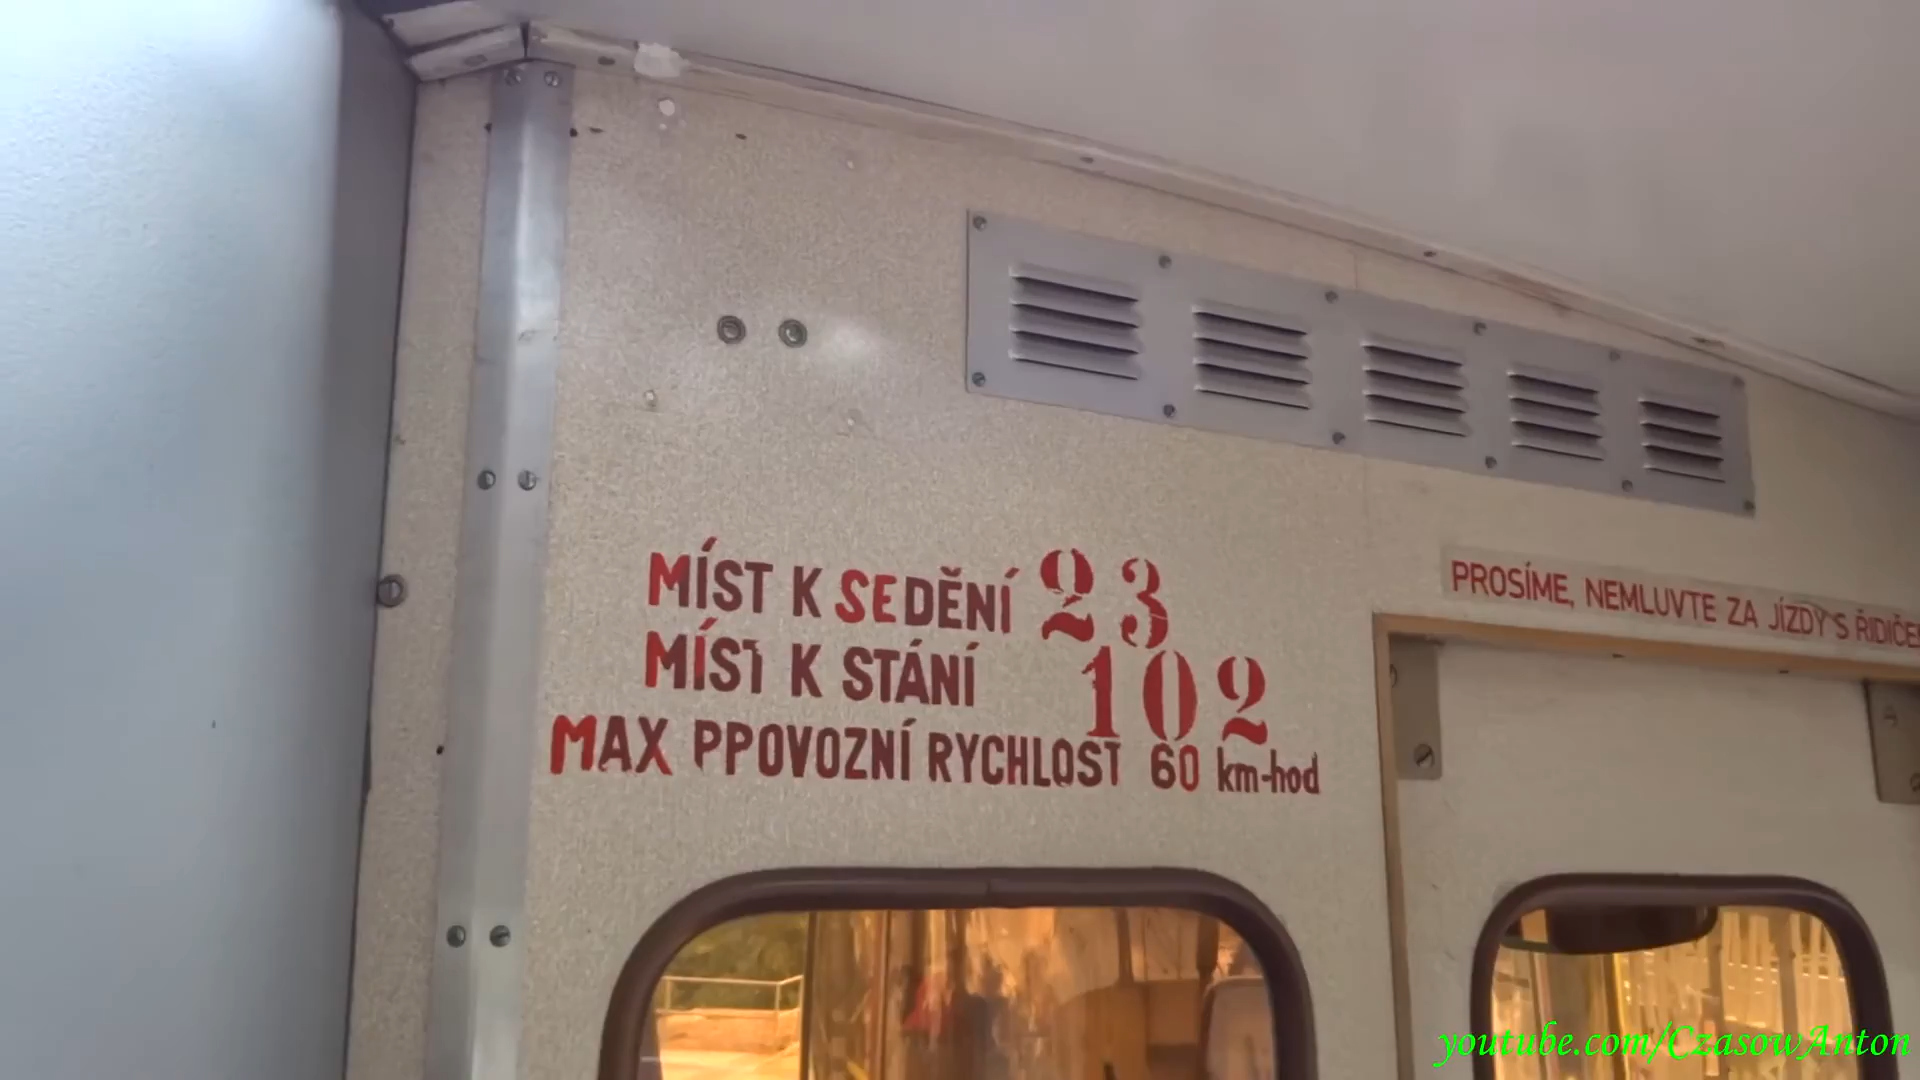 MÍST K SEDĚNÍ 23
MÍST K STÁNÍ 102
MAX PPOVOZNÍ RYCHLOST 60 km-hod
PROSÍME, NEMLUVTE ZA JÍZDY S
youtube.com/CzasowAnton